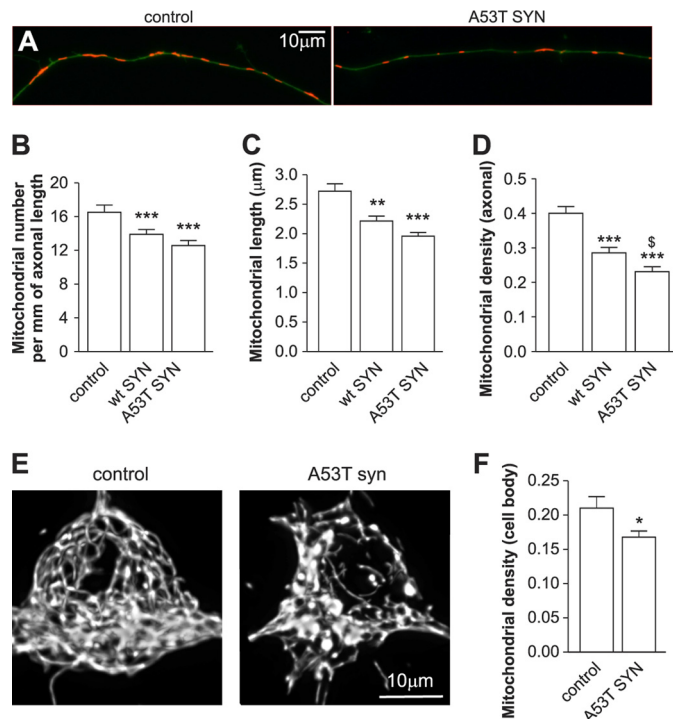 control
A53T SYN
A
10μm
B
Mitochondrial number
per mm of axonal length
16
12
8
4
0
***
***
control
wt SYN
A53T SYN
C
Mitochondrial length (μm)
3.0
2.5
2.0
1.5
1.0
0.5
0.0
**
***
control
wt SYN
A53T SYN
D
Mitochondrial density (axonal)
0.4
0.3
0.2
0.1
0.0
***
$
***
control
wt SYN
A53T SYN
E
control
A53T syn
10μm
F
Mitochondrial density (cell body)
0.25
0.20
0.15
0.10
0.05
0.00
*
control
A53T SYN